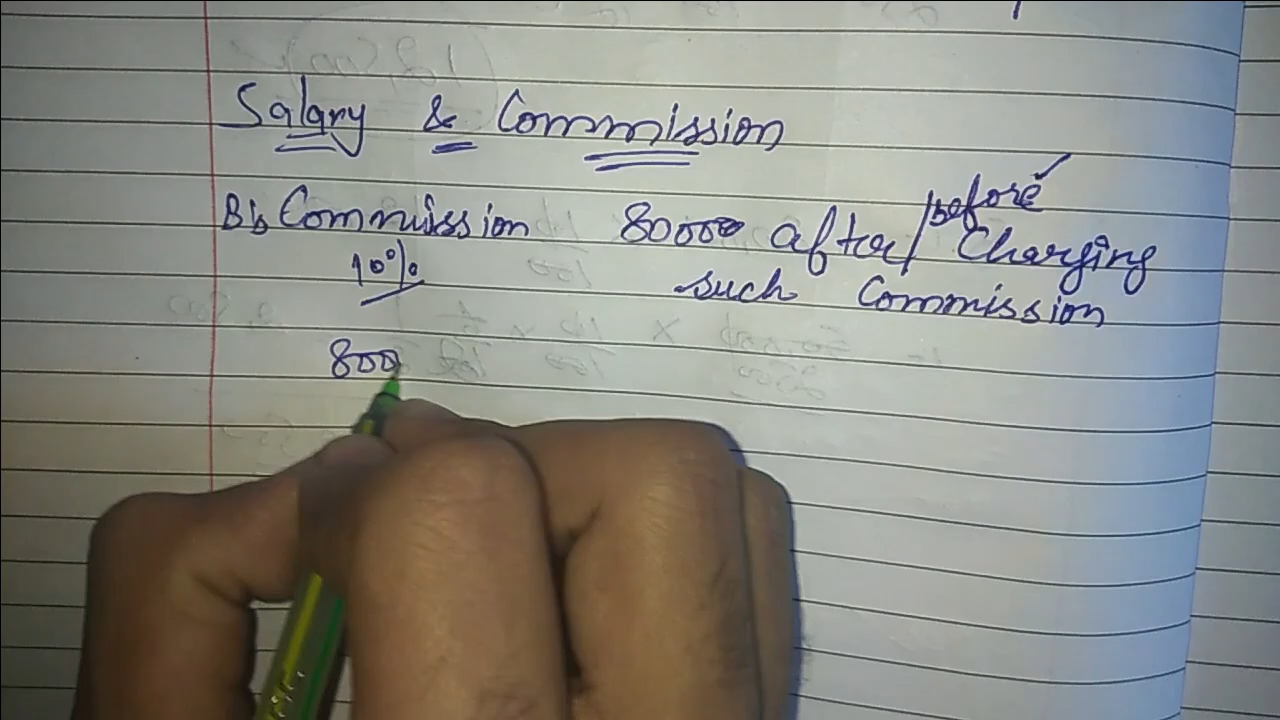 Salary & Commission
B's Commission 80000 after/before Charging
10% such Commission
800